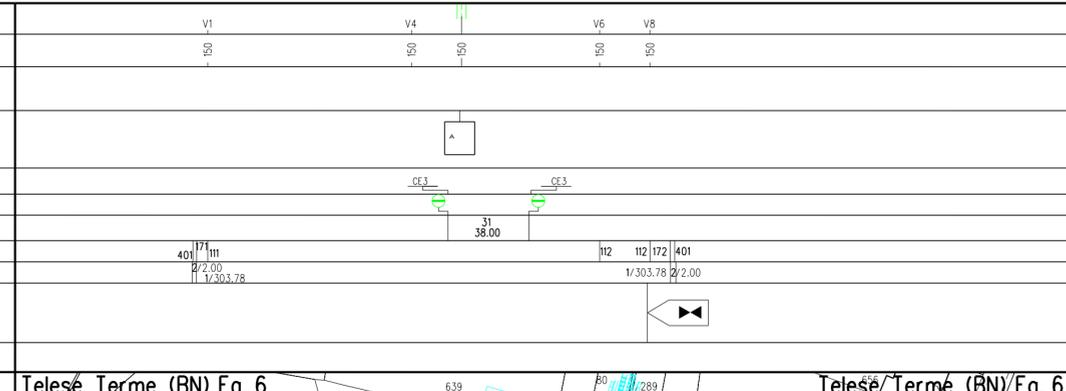 V1 V4 V6 V8
150 150 150 150 150
A
CE3 CE3
31
38.00
401 171 111 112 112 172 401
2/2.00 1/303.78 1/303.78 2/2.00
Telese Terme (BN) Fg. 6 639 80 289 656 Telese Terme (BN) Fg. 6